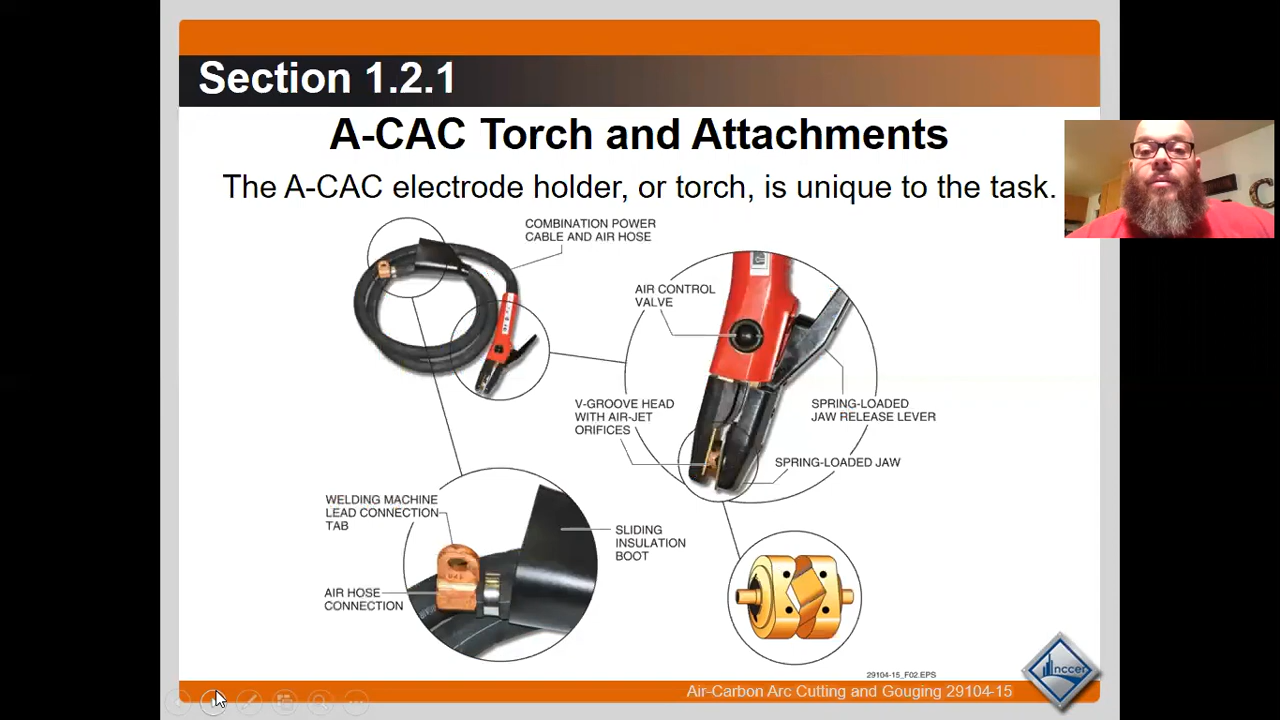 Section 1.2.1
A-CAC Torch and Attachments
The A-CAC electrode holder, or torch, is unique to the task.
COMBINATION POWER
CABLE AND AIR HOSE
AIR CONTROL
VALVE
V-GROOVE HEAD
WITH AIR-JET
ORIFICES
SPRING-LOADED
JAW RELEASE LEVER
SPRING-LOADED JAW
WELDING MACHINE
LEAD CONNECTION
TAB
SLIDING
INSULATION
BOOT
AIR HOSE
CONNECTION
29104-15_F02.EPS
Air-Carbon Arc Cutting and Gouging 29104-15
nccer